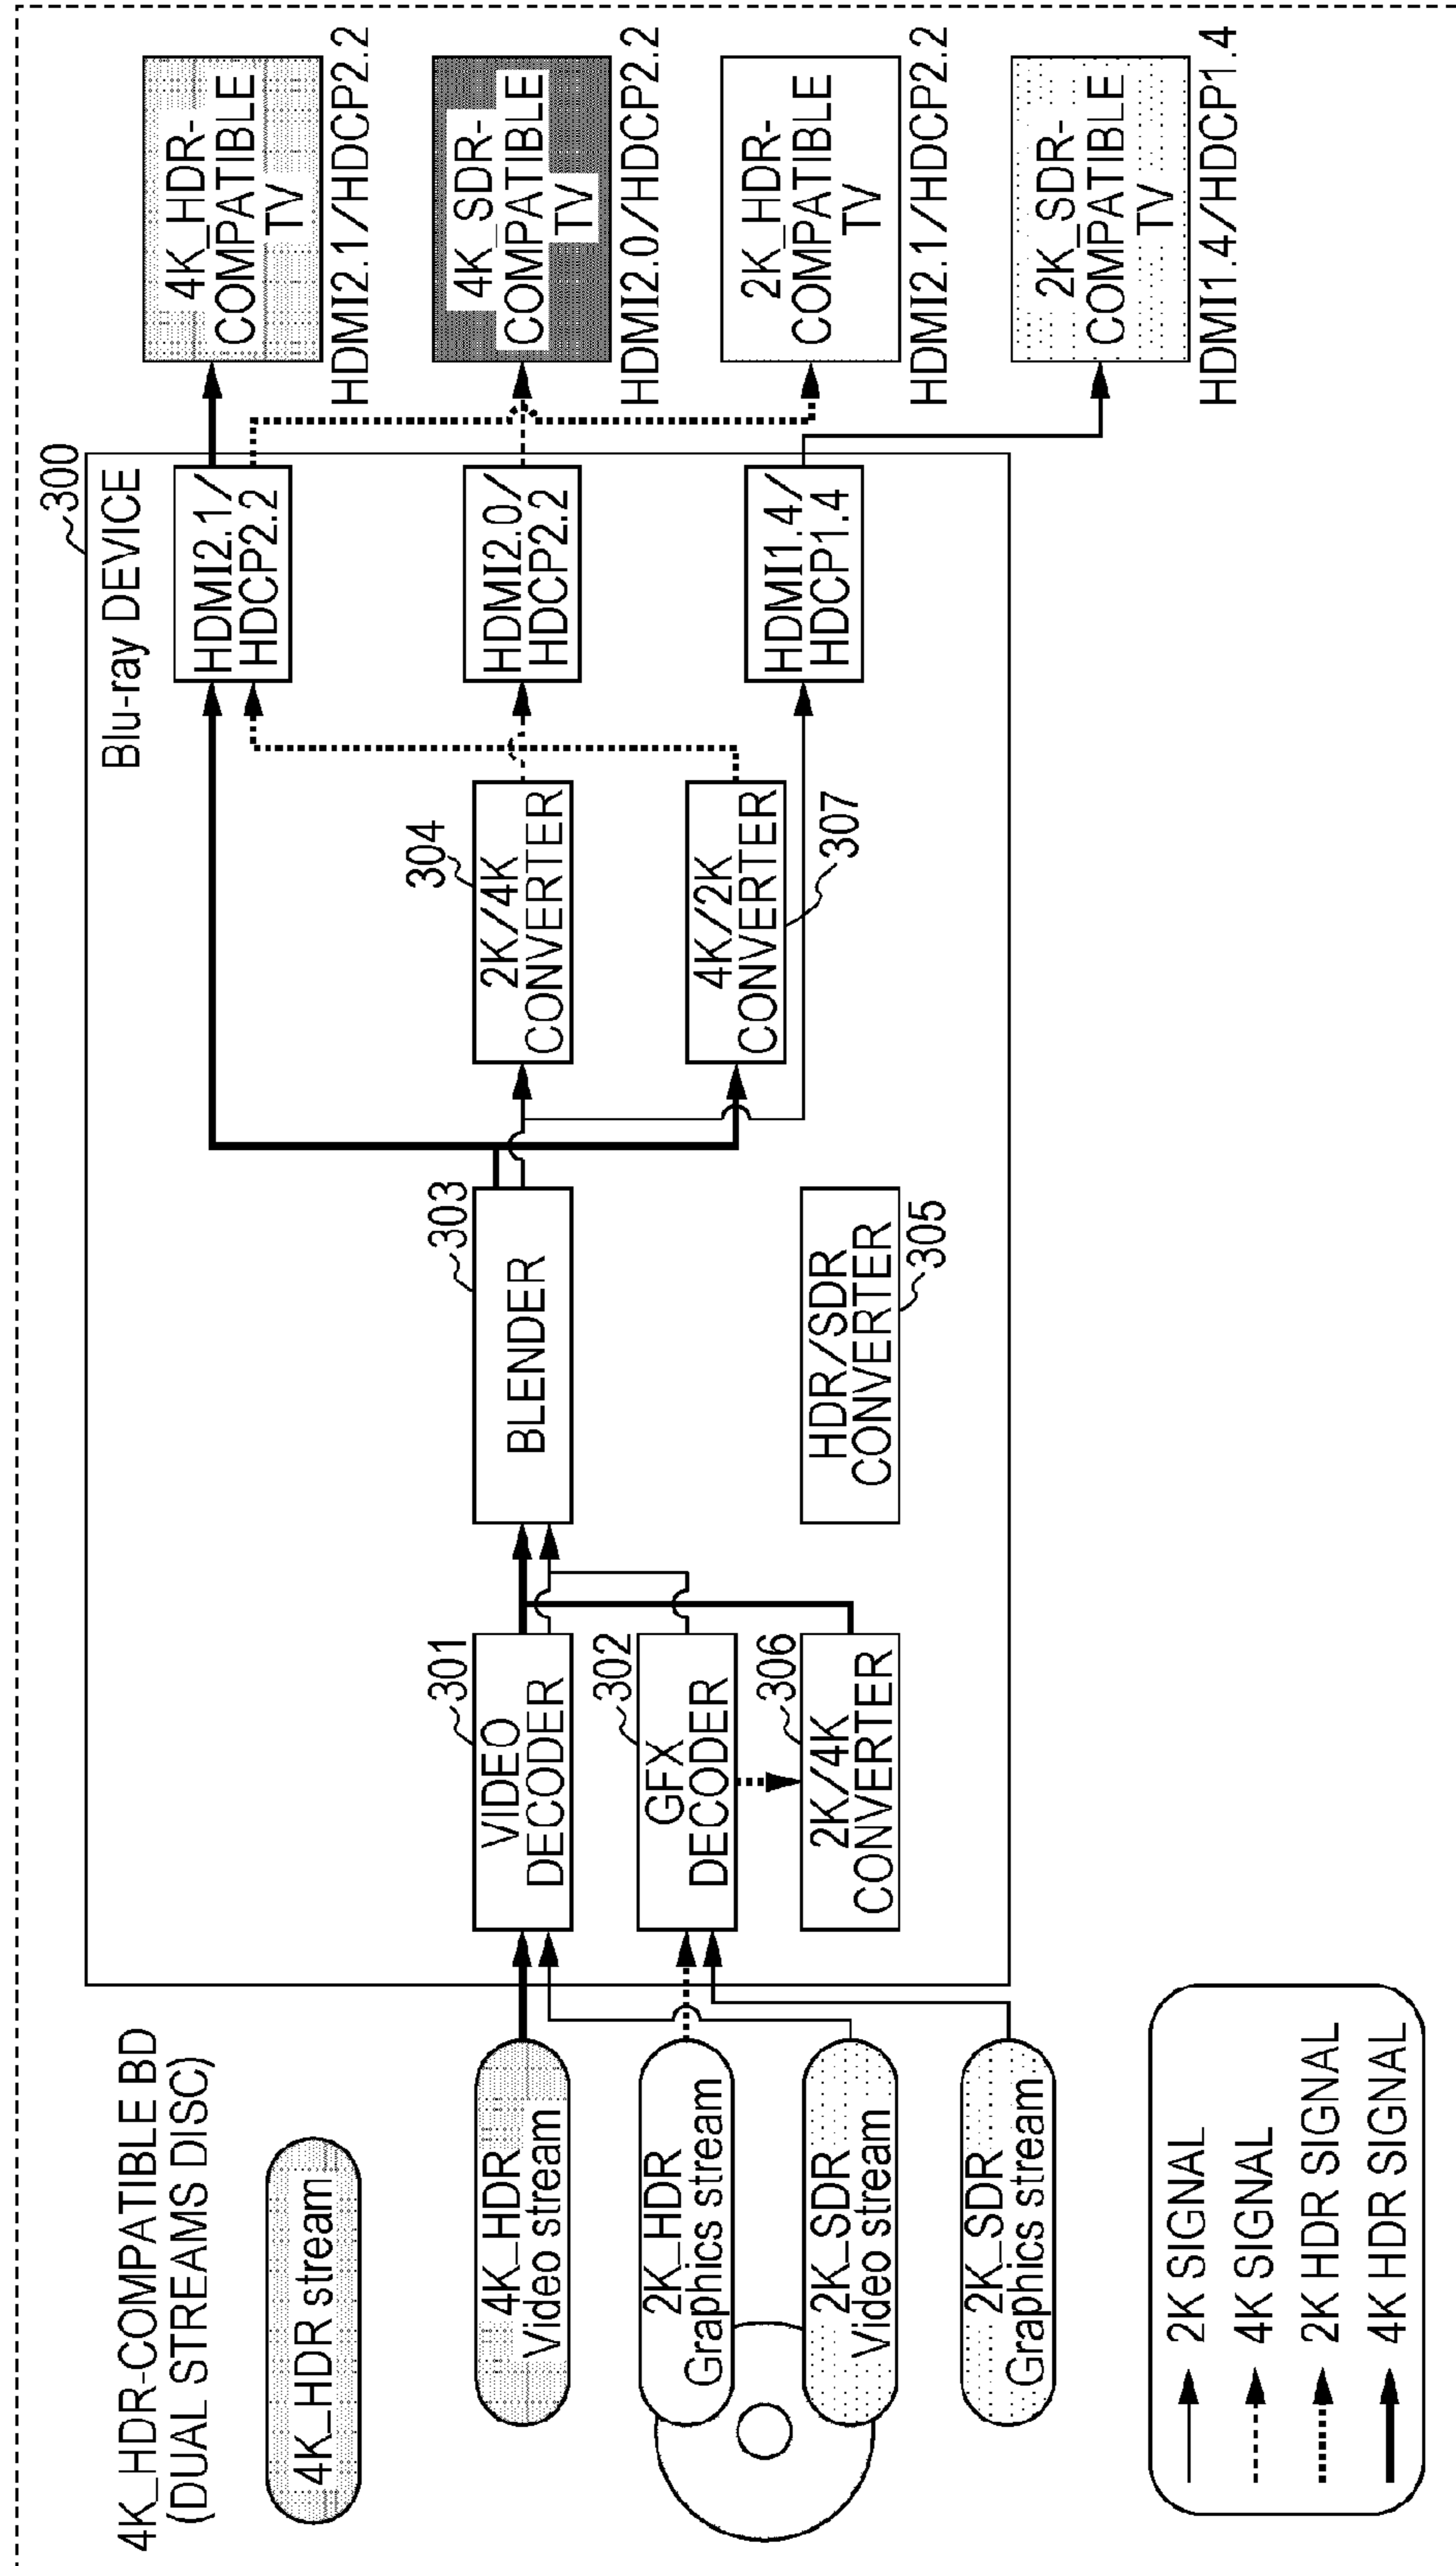 4K_HDR-COMPATIBLE BD
(DUAL STREAMS DISC)
4K_HDR stream
4K_HDR
Video stream
2K_HDR
Graphics stream
2K_SDR
Video stream
2K_SDR
Graphics stream
2K SIGNAL
4K SIGNAL
2K HDR SIGNAL
4K HDR SIGNAL
300
Blu-ray DEVICE
301
VIDEO
DECODER
302
GFX
DECODER
306
2K/4K
CONVERTER
303
BLENDER
HDR/SDR
CONVERTER
305
304
2K/4K
CONVERTER
4K/2K
CONVERTER
307
HDMI2.1/
HDCP2.2
HDMI2.0/
HDCP2.2
HDMI1.4/
HDCP1.4
4K_HDR-
COMPATIBLE
TV
HDMI2.1/HDCP2.2
4K_SDR-
COMPATIBLE
TV
HDMI2.0/HDCP2.2
2K_HDR-
COMPATIBLE
TV
HDMI2.1/HDCP2.2
2K_SDR-
COMPATIBLE
TV
HDMI1.4/HDCP1.4